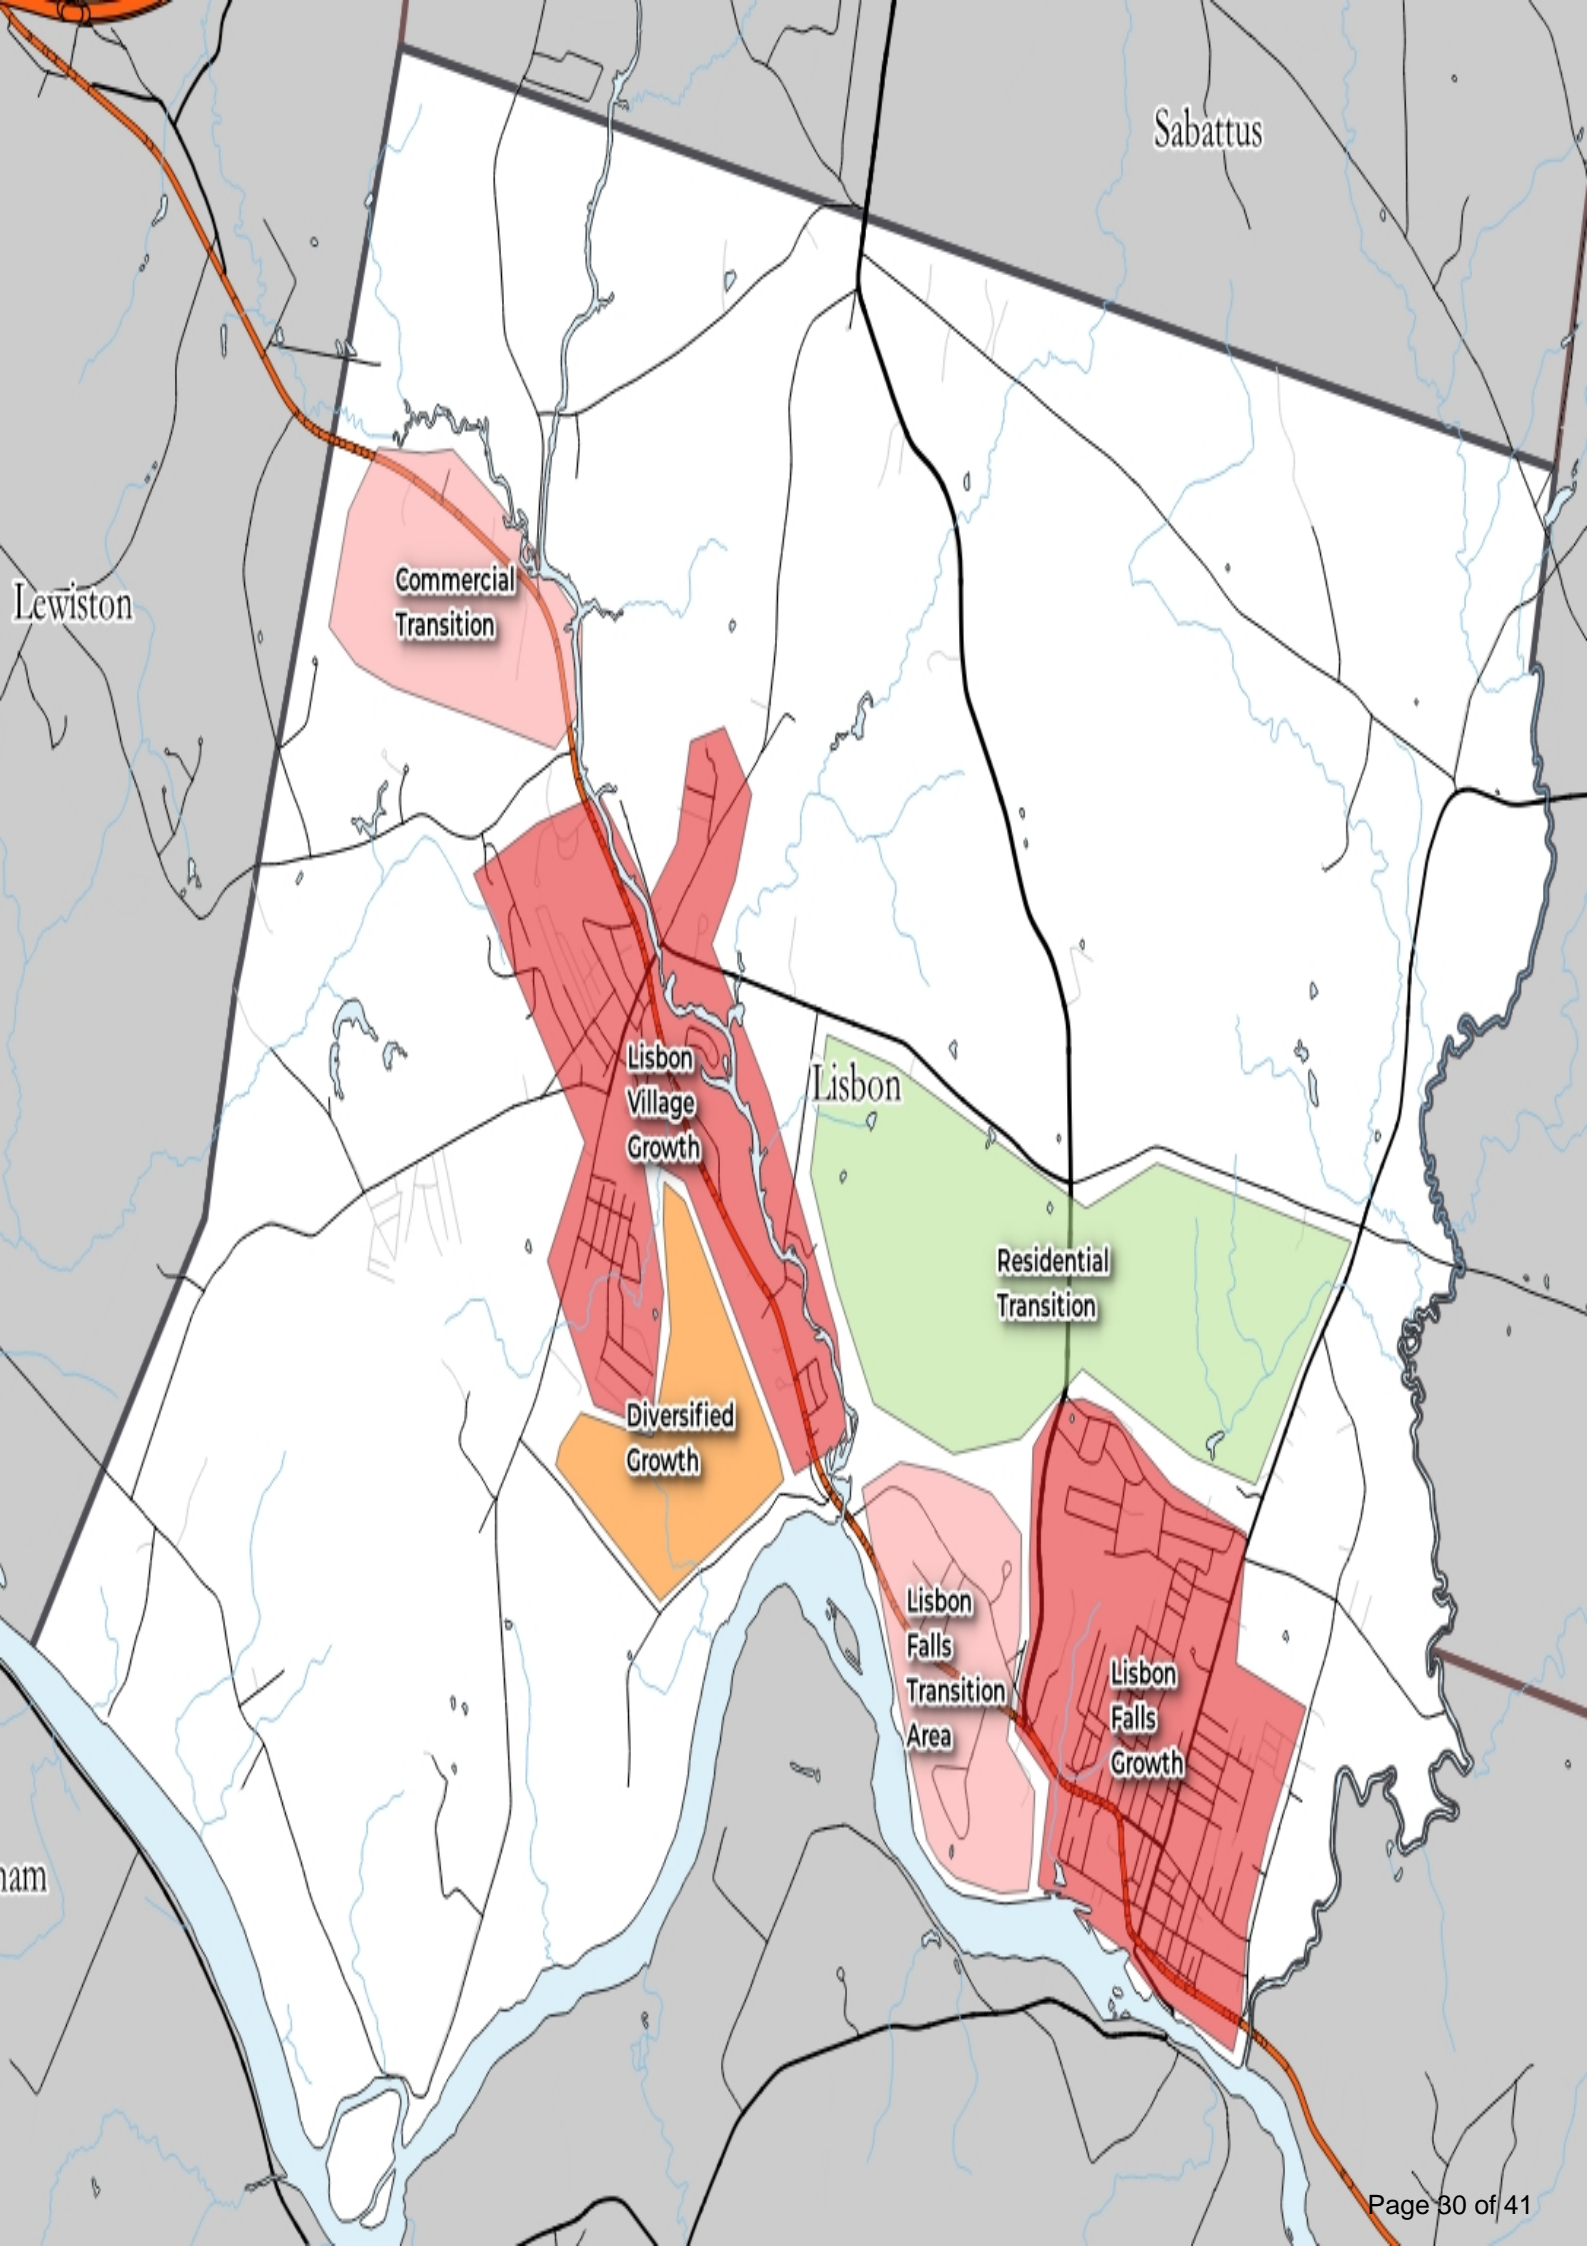 Sabattus
Commercial
Transition
Lewiston
Lisbon
Village
Growth
Lisbon
Residential
Transition
Diversified
Growth
Lisbon
Falls
Transition
Area
Lisbon
Falls
Growth
ham
Page 30 of 41